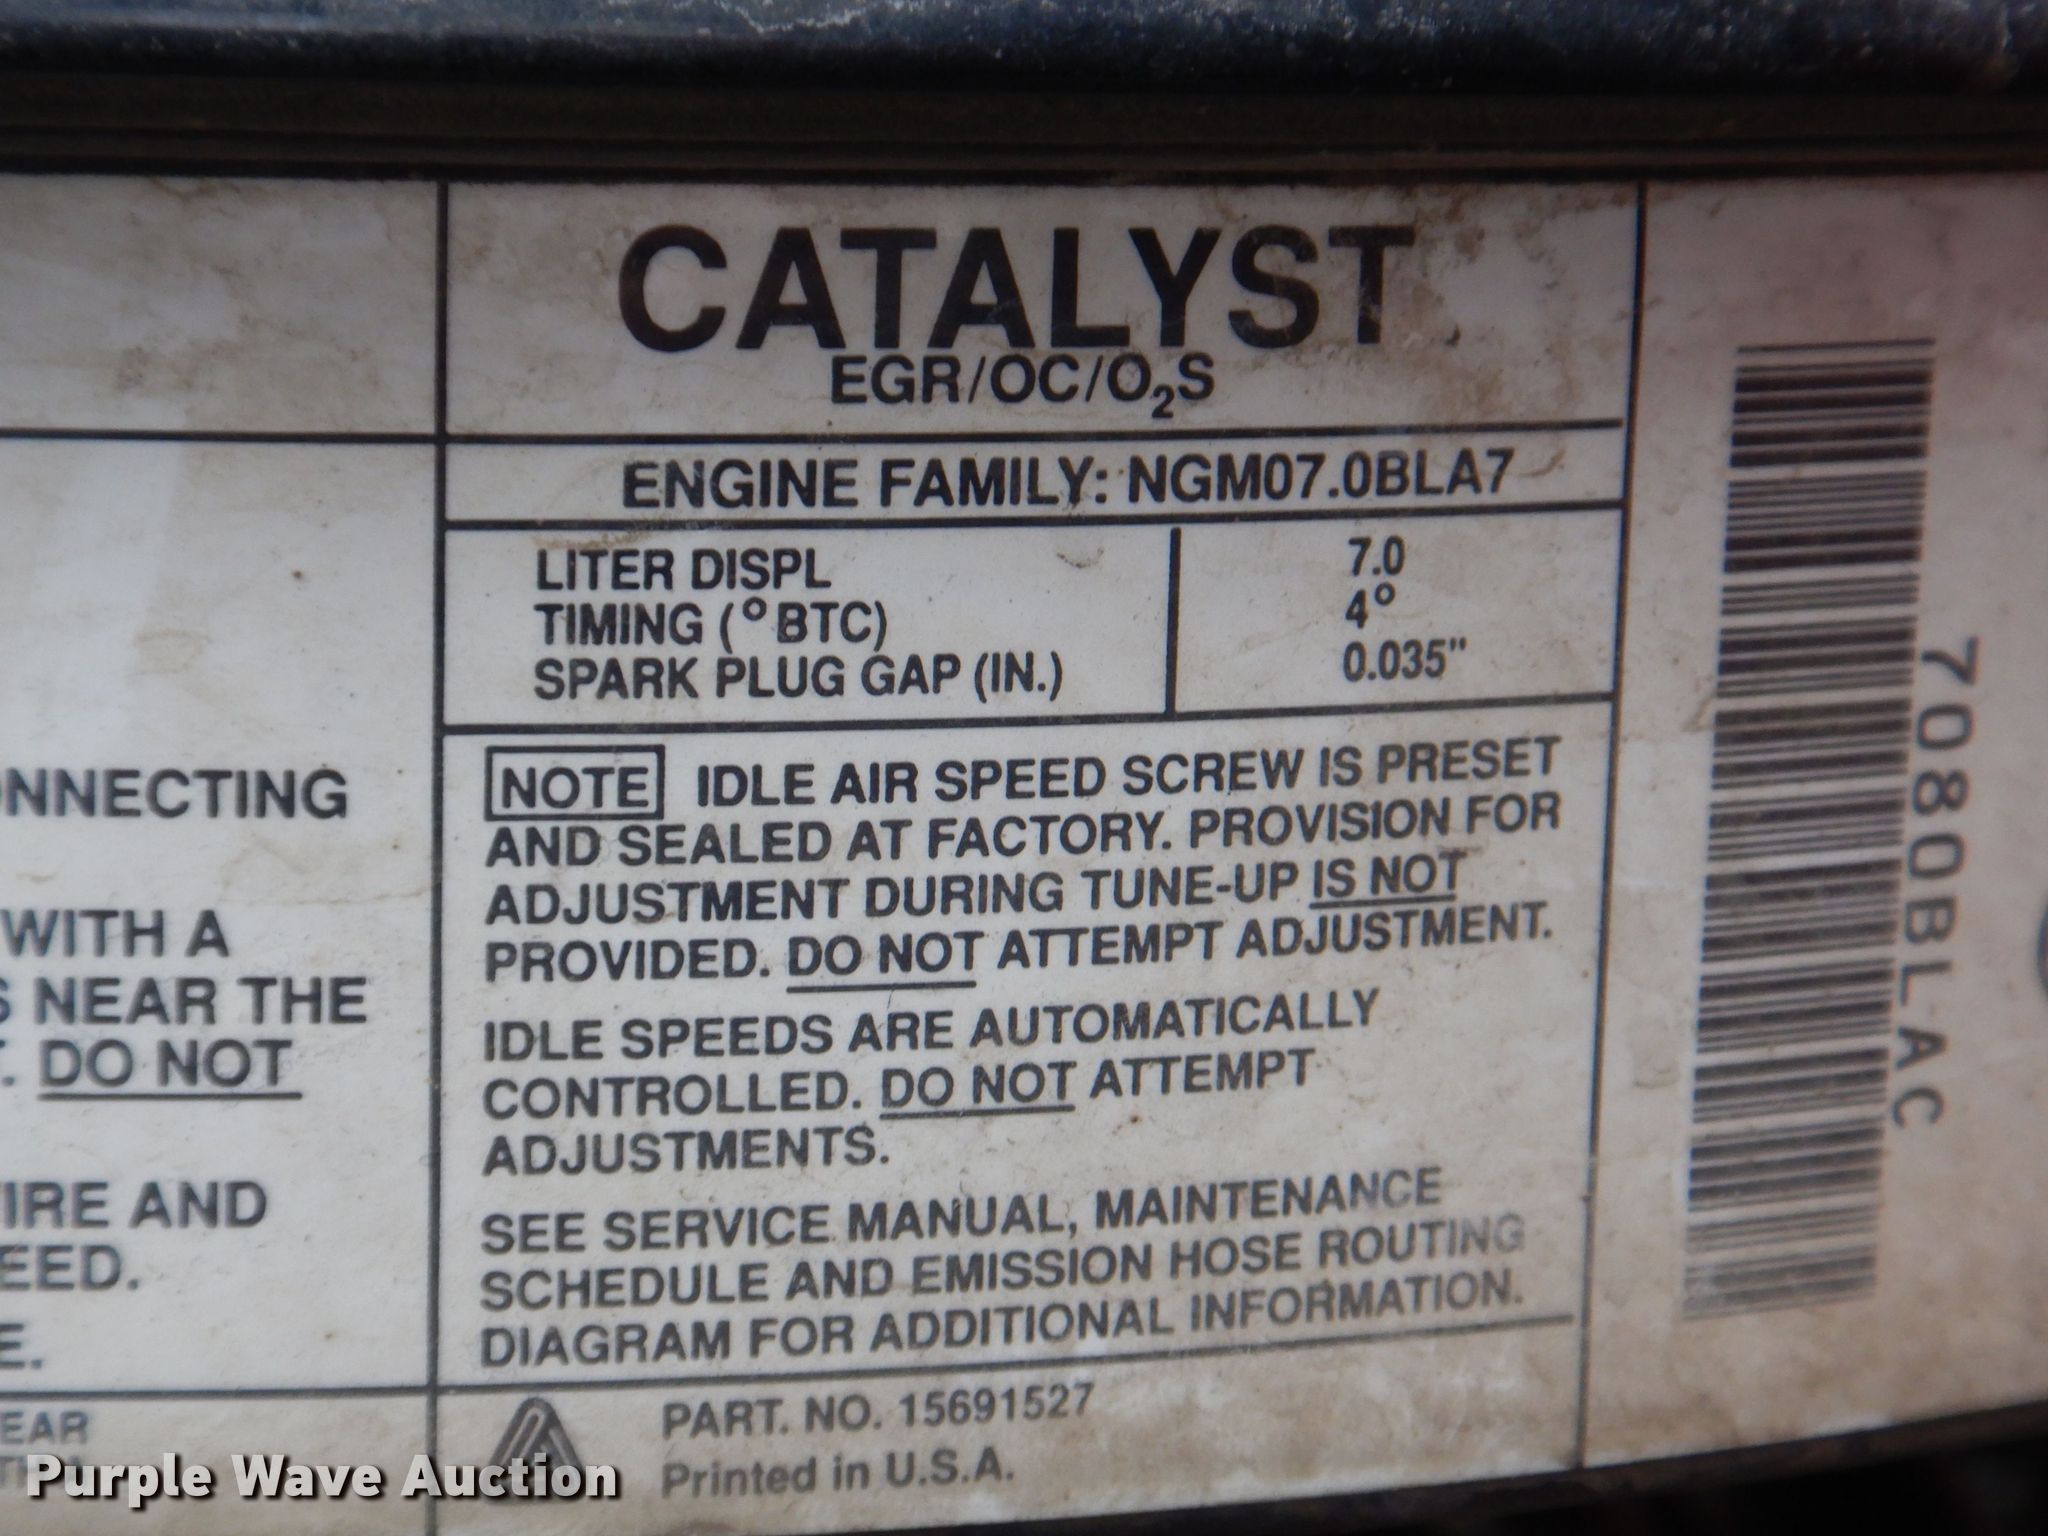 CATALYST
EGR/OC/O₂S
ENGINE FAMILY: NGM07.0BLA7
LITER DISPL 7.0
TIMING (°BTC) 4°
SPARK PLUG GAP (IN.) 0.035"
NOTE IDLE AIR SPEED SCREW IS PRESET
AND SEALED AT FACTORY. PROVISION FOR
ADJUSTMENT DURING TUNE-UP IS NOT
PROVIDED. DO NOT ATTEMPT ADJUSTMENT.
IDLE SPEEDS ARE AUTOMATICALLY
CONTROLLED. DO NOT ATTEMPT
ADJUSTMENTS.
SEE SERVICE MANUAL, MAINTENANCE
SCHEDULE AND EMISSION HOSE ROUTING
DIAGRAM FOR ADDITIONAL INFORMATION.
PART. NO. 15691527
Printed in U.S.A.
NNECTING
WITH A
S NEAR THE
. DO NOT
IRE AND
EED.
E.
EAR
7080BLAC
Purple Wave Auction